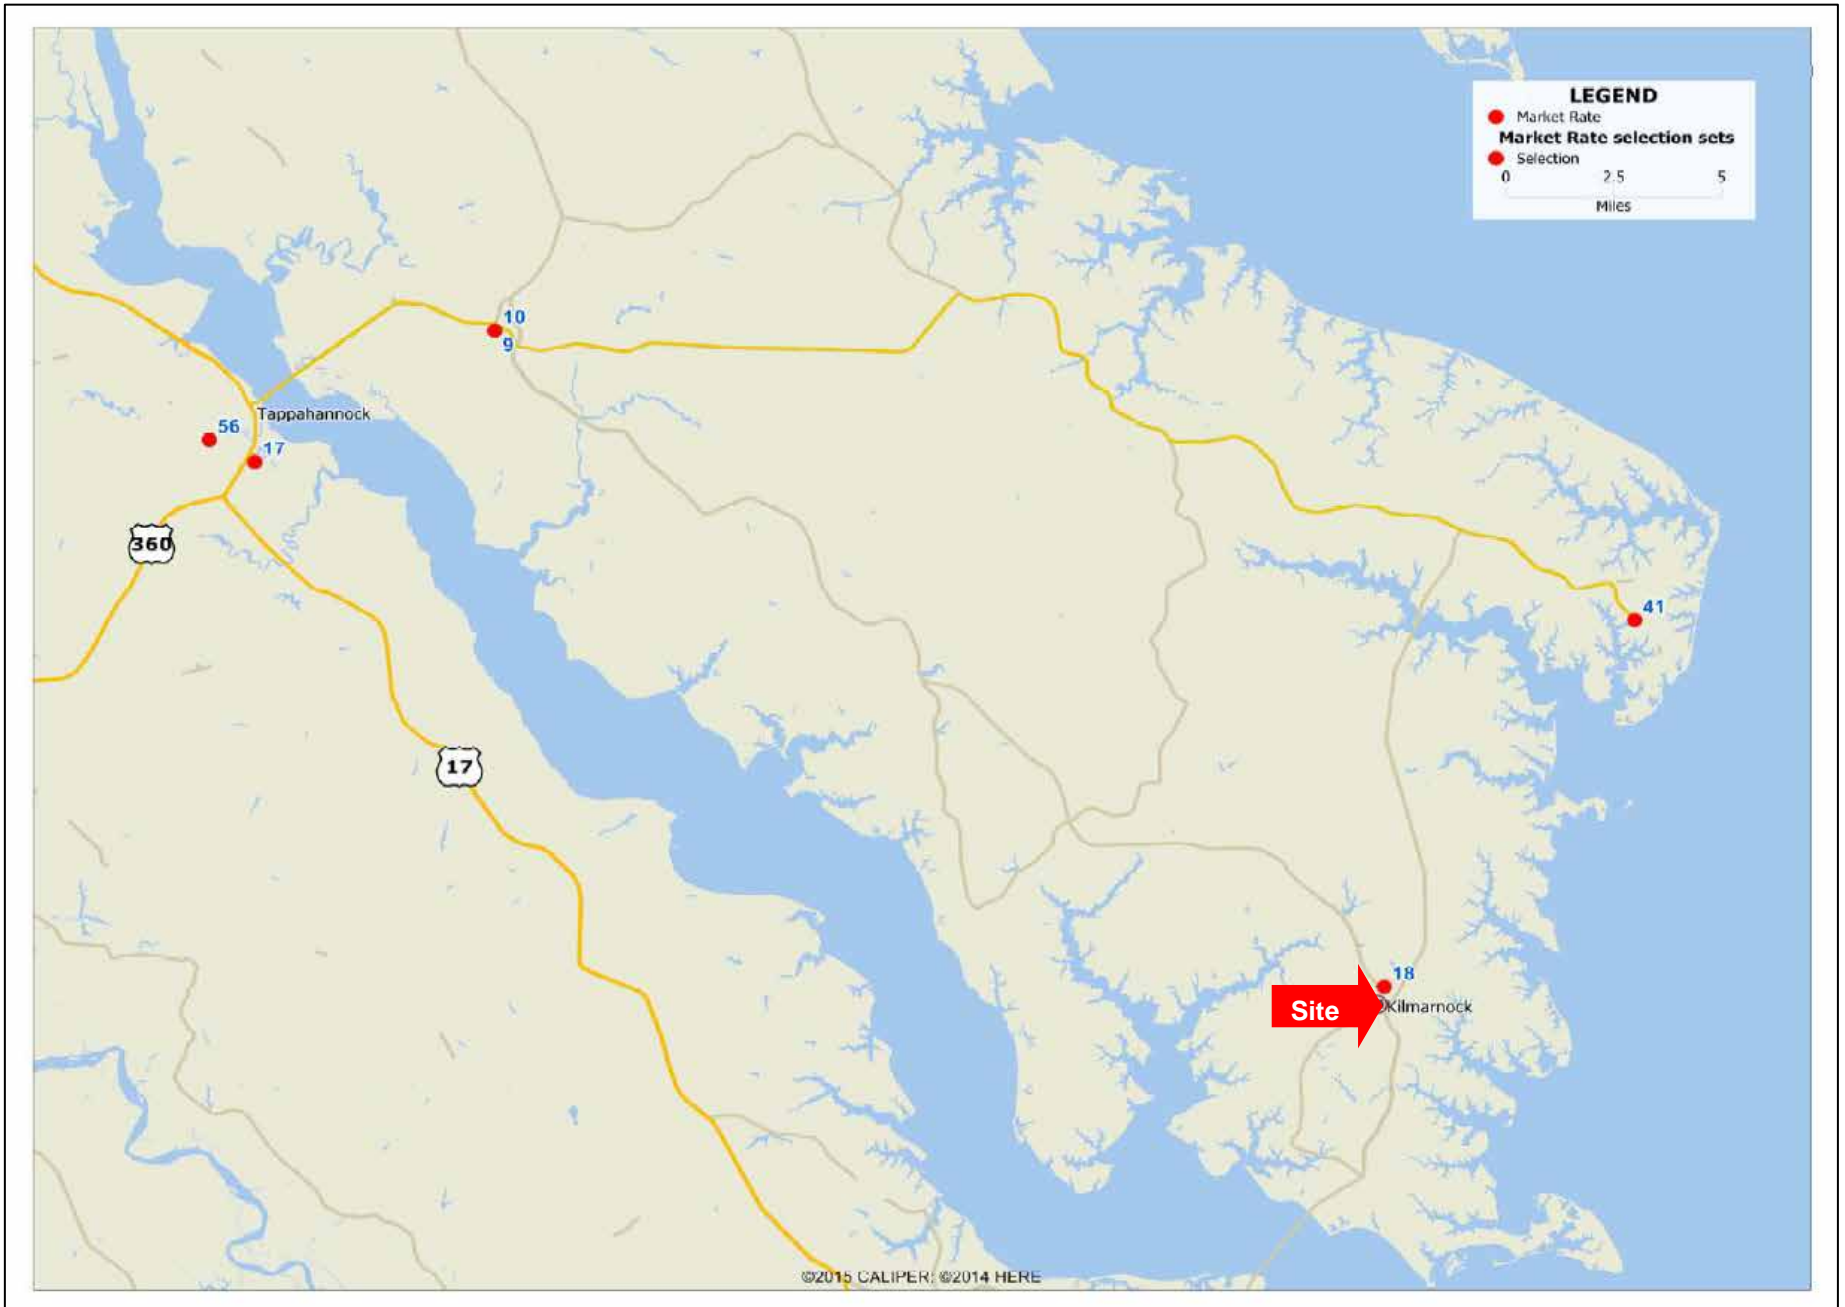 LEGEND
Market Rate
Market Rate selection sets
Selection
0 2.5 5
Miles
10
9
Tappahannock
56
17
360
41
17
18
Site
Kilmarnock
©2015 CALIPER; ©2014 HERE